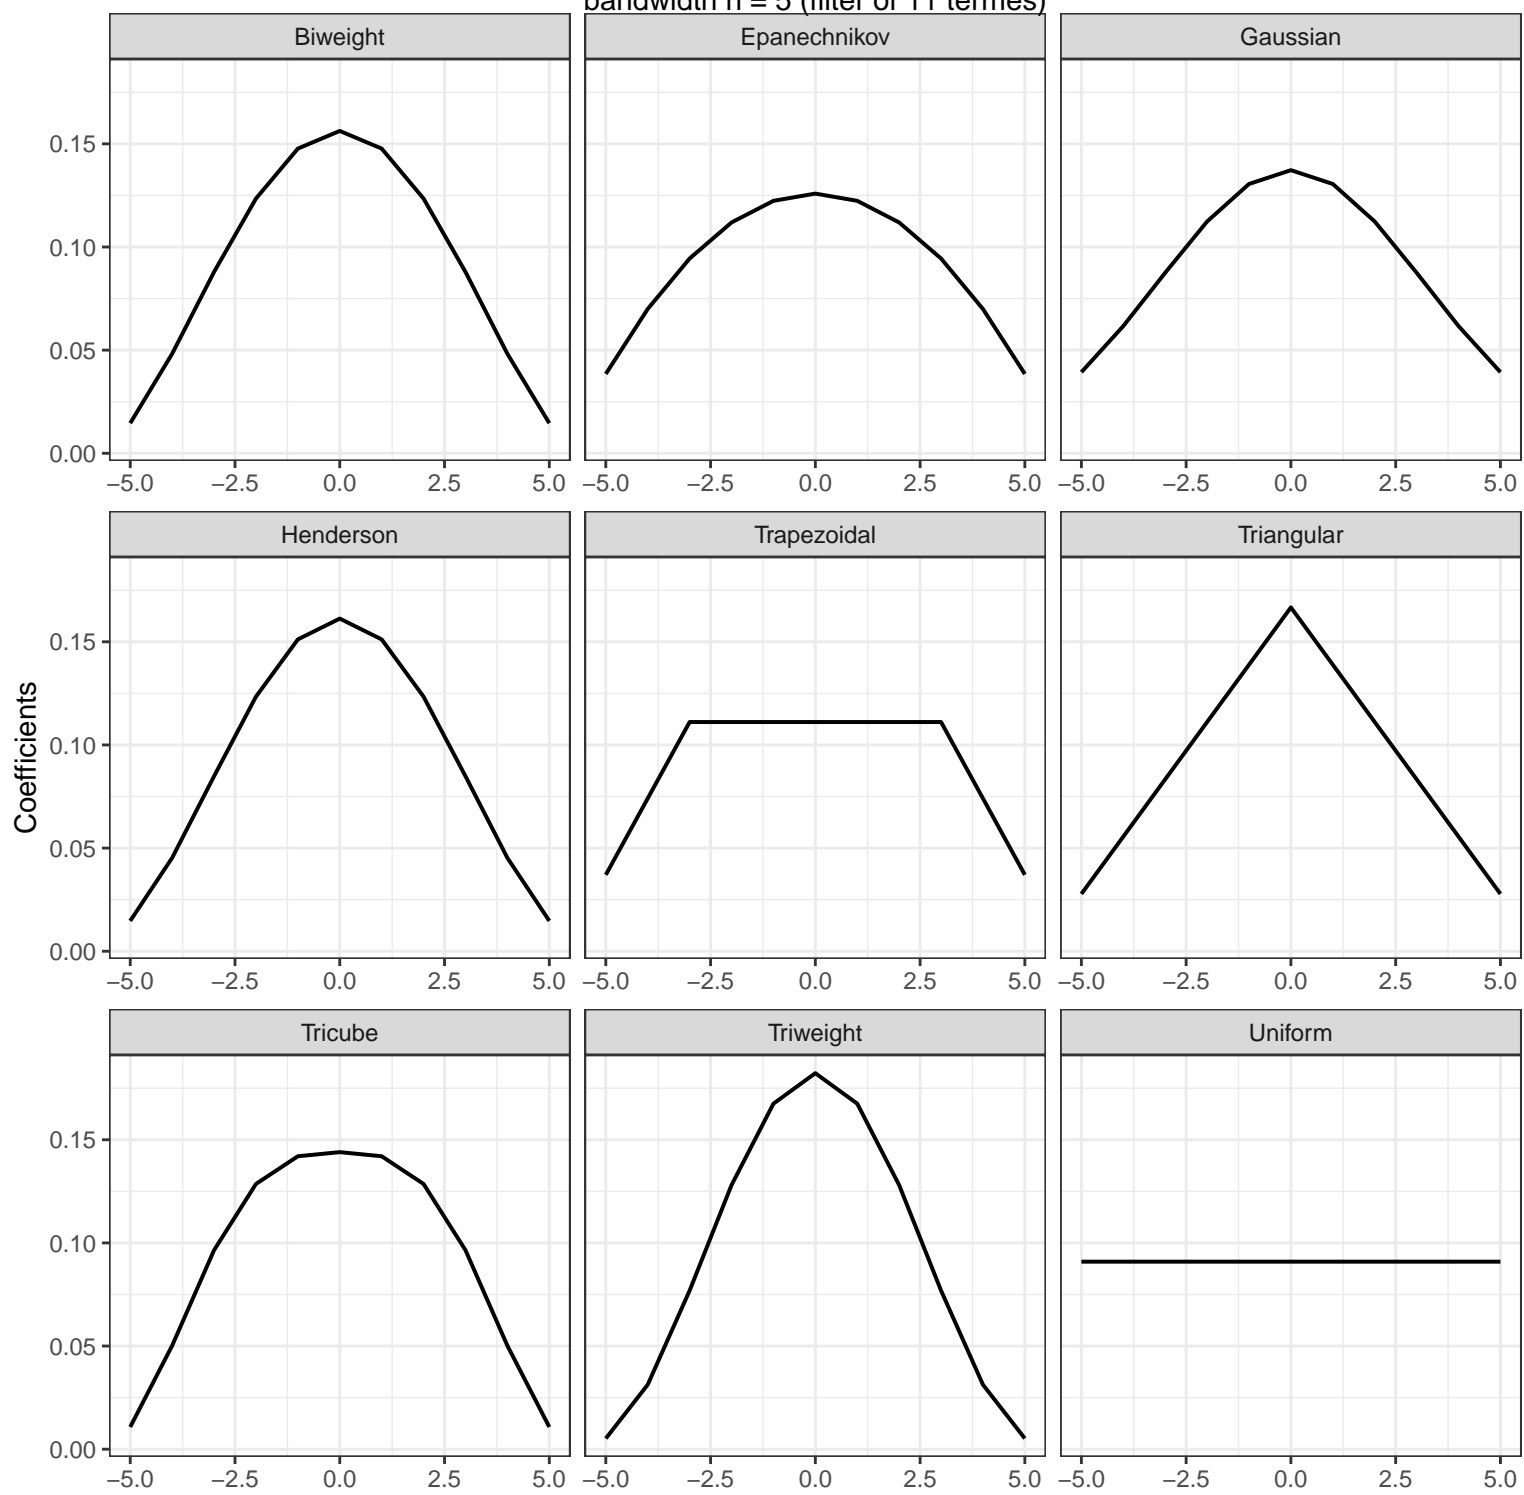 bandwidth h = 5 (filter of 11 termes)
Biweight Epanechnikov Gaussian
0.15
0.10
0.05
0.00
−5.0 −2.5 0.0 2.5 5.0 −5.0 −2.5 0.0 2.5 5.0 −5.0 −2.5 0.0 2.5 5.0
Henderson Trapezoidal Triangular
Coefficients
0.15
0.10
0.05
0.00
−5.0 −2.5 0.0 2.5 5.0 −5.0 −2.5 0.0 2.5 5.0 −5.0 −2.5 0.0 2.5 5.0
Tricube Triweight Uniform
0.15
0.10
0.05
0.00
−5.0 −2.5 0.0 2.5 5.0 −5.0 −2.5 0.0 2.5 5.0 −5.0 −2.5 0.0 2.5 5.0